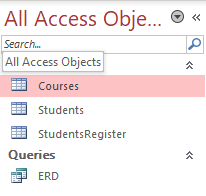 All Access Obje...
Search...
All Access Objects
Courses
Students
StudentsRegister
Queries
ERD